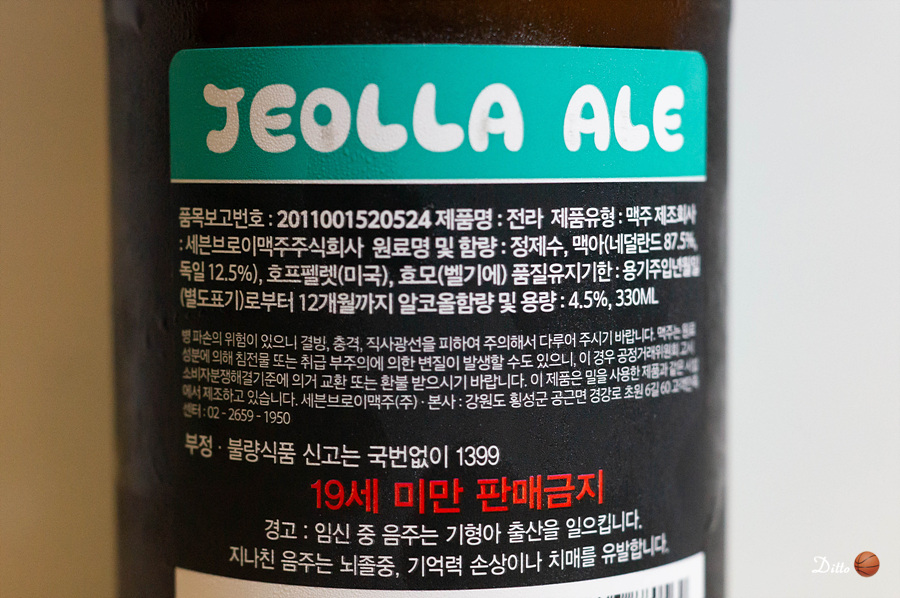 JEOLLA ALE
품목보고번호 : 2011001520524 제품명 : 전라 제품유형 : 맥주 제조회사
: 세븐브로이맥주주식회사 원료명 및 함량 : 정제수, 맥아(네덜란드 87.5%,
독일 12.5%), 호프펠렛(미국), 효모(벨기에) 품질유지기한 : 용기주입년월일
(별도표기)로부터 12개월까지 알코올함량 및 용량 : 4.5%, 330ML
병 파손의 위험이 있으니 결빙, 충격, 직사광선을 피하여 주의해서 다루어 주시기 바랍니다. 맥주는 원료
성분에 의해 침전물 또는 취급 부주의에 의한 변질이 발생할 수도 있으니, 이 경우 공정거래위원회 고시
소비자분쟁해결기준에 의거 교환 또는 환불 받으시기 바랍니다. 이 제품은 밀을 사용한 제품과 같은 시설
에서 제조하고 있습니다. 세븐브로이맥주(주) · 본사 : 강원도 횡성군 공근면 경강로 초원 6길 60 고객만족
센터 : 02 - 2659 - 1950
부정 · 불량식품 신고는 국번없이 1399
19세 미만 판매금지
경고 : 임신 중 음주는 기형아 출산을 일으킵니다.
지나친 음주는 뇌졸중, 기억력 손상이나 치매를 유발합니다.
Ditto